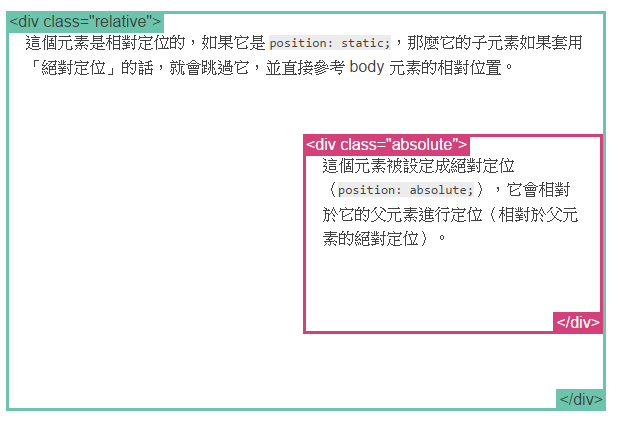 <div class="relative">
這個元素是相對定位的，如果它是 position: static; ，那麼它的子元素如果套用
「絕對定位」的話，就會跳過它，並直接參考 body 元素的相對位置。
<div class="absolute">
這個元素被設定成絕對定位
（position: absolute;），它會相對
於它的父元素進行定位（相對於父元
素的絕對定位）。
</div>
</div>